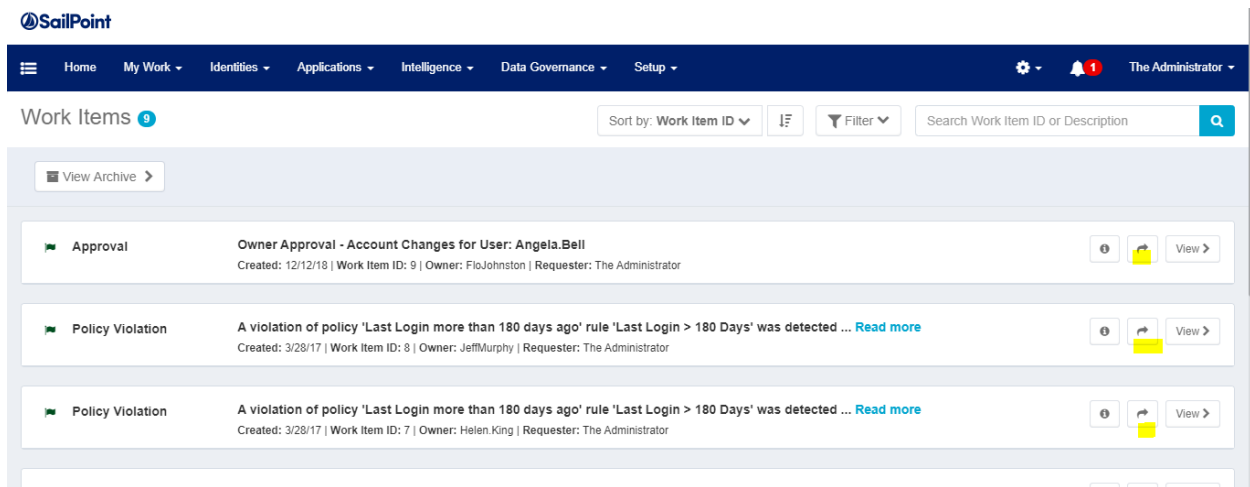 SailPoint
Home My Work Identities Applications Intelligence Data Governance Setup 1 The Administrator
Work Items 9 Sort by: Work Item ID Filter Search Work Item ID or Description
View Archive
Approval Owner Approval - Account Changes for User: Angela.Bell View
Created: 12/12/18 | Work Item ID: 9 | Owner: FloJohnston | Requester: The Administrator
Policy Violation A violation of policy 'Last Login more than 180 days ago' rule 'Last Login > 180 Days' was detected ... Read more View
Created: 3/28/17 | Work Item ID: 8 | Owner: JeffMurphy | Requester: The Administrator
Policy Violation A violation of policy 'Last Login more than 180 days ago' rule 'Last Login > 180 Days' was detected ... Read more View
Created: 3/28/17 | Work Item ID: 7 | Owner: Helen.King | Requester: The Administrator